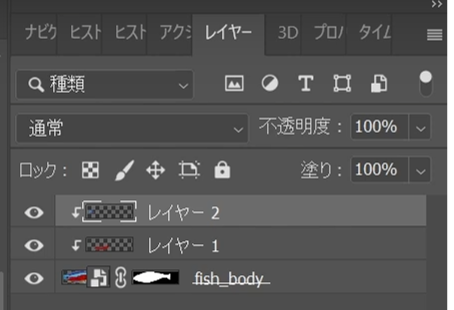 ナビク ヒスト ヒスト アクシ レイヤー 3D プロパ タイム
種類
通常 不透明度: 100%
ロック: 塗り: 100%
レイヤー 2
レイヤー 1
fish_body